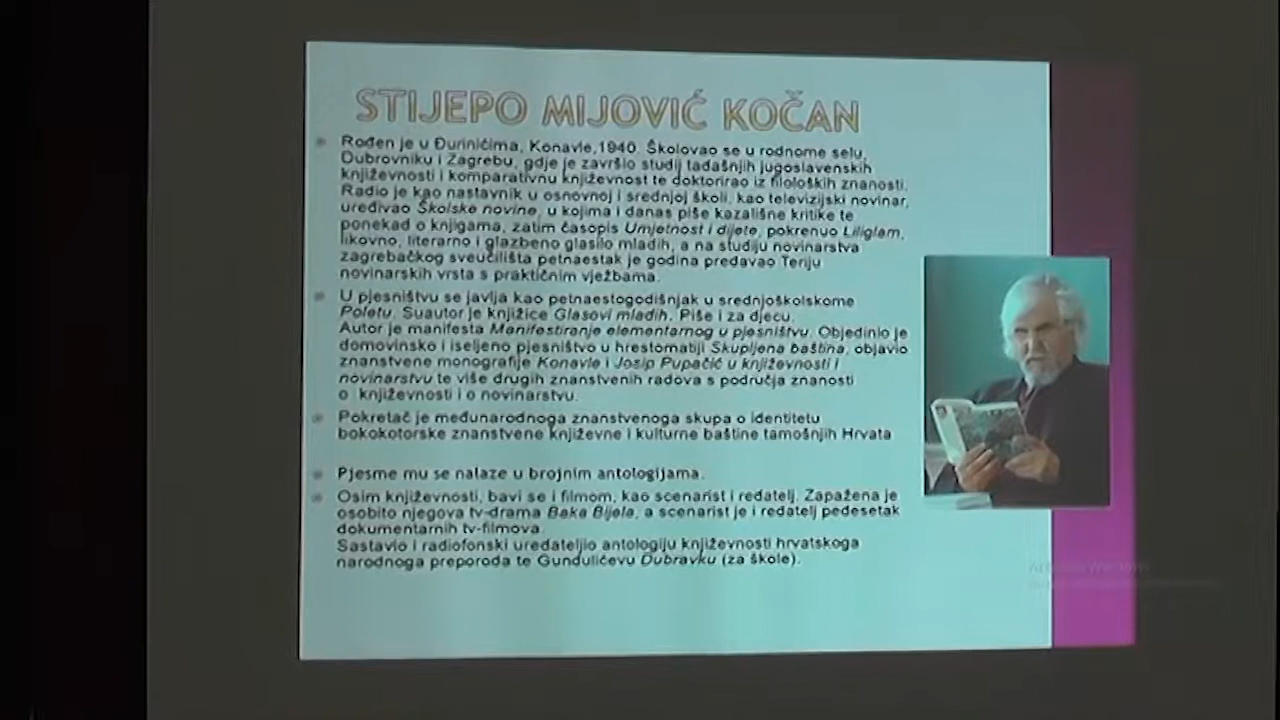 STIJEPO MIJOVIĆ KOČAN
Rođen je u Đurinićima, Konavle,1940. Školovao se u rodnome selu,
Dubrovniku i Zagrebu, gdje je završio studij tadašnjih jugoslavenskih
književnosti i komparativnu književnost te doktorirao iz filoloških znanosti.
Radio je kao nastavnik u osnovnoj i srednjoj školi, kao televizijski novinar,
uređivao Školske novine, u kojima i danas piše kazališne kritike te
ponekad o knjigama, zatim časopis Umjetnost i dijete, pokrenuo Liliglam,
likovno, literarno i glazbeno glasilo mladih, a na studiju novinarstva
zagrebačkog sveučilišta petnaestak je godina predavao Teriju
novinarskih vrsta s praktičnim vježbama.
U pjesništvu se javlja kao petnaestogodišnjak u srednjoškolskome
Poletu. Suautor je knjižice Glasovi mladih. Piše i za djecu.
Autor je manifesta Manifestiranje elementarnog u pjesništvu. Objedinio je
domovinsko i iseljeno pjesništvo u hrestomatiji Skupljena baština, objavio
znanstvene monografije Konavle i Josip Pupačić u književnosti i
novinarstvu te više drugih znanstvenih radova s područja znanosti
o književnosti i o novinarstvu.
Pokretač je međunarodnoga znanstvenoga skupa o identitetu
bokokotorske znanstvene književne i kulturne baštine tamošnjih Hrvata
Pjesme mu se nalaze u brojnim antologijama.
Osim književnosti, bavi se i filmom, kao scenarist i redatelj. Zapažena je
osobito njegova tv-drama Baka Bijela, a scenarist je i redatelj pedesetak
dokumentarnih tv-filmova.
Sastavio i radiofonski uredateljio antologiju književnosti hrvatskoga
narodnoga preporoda te Gundulićevu Dubravku (za škole).